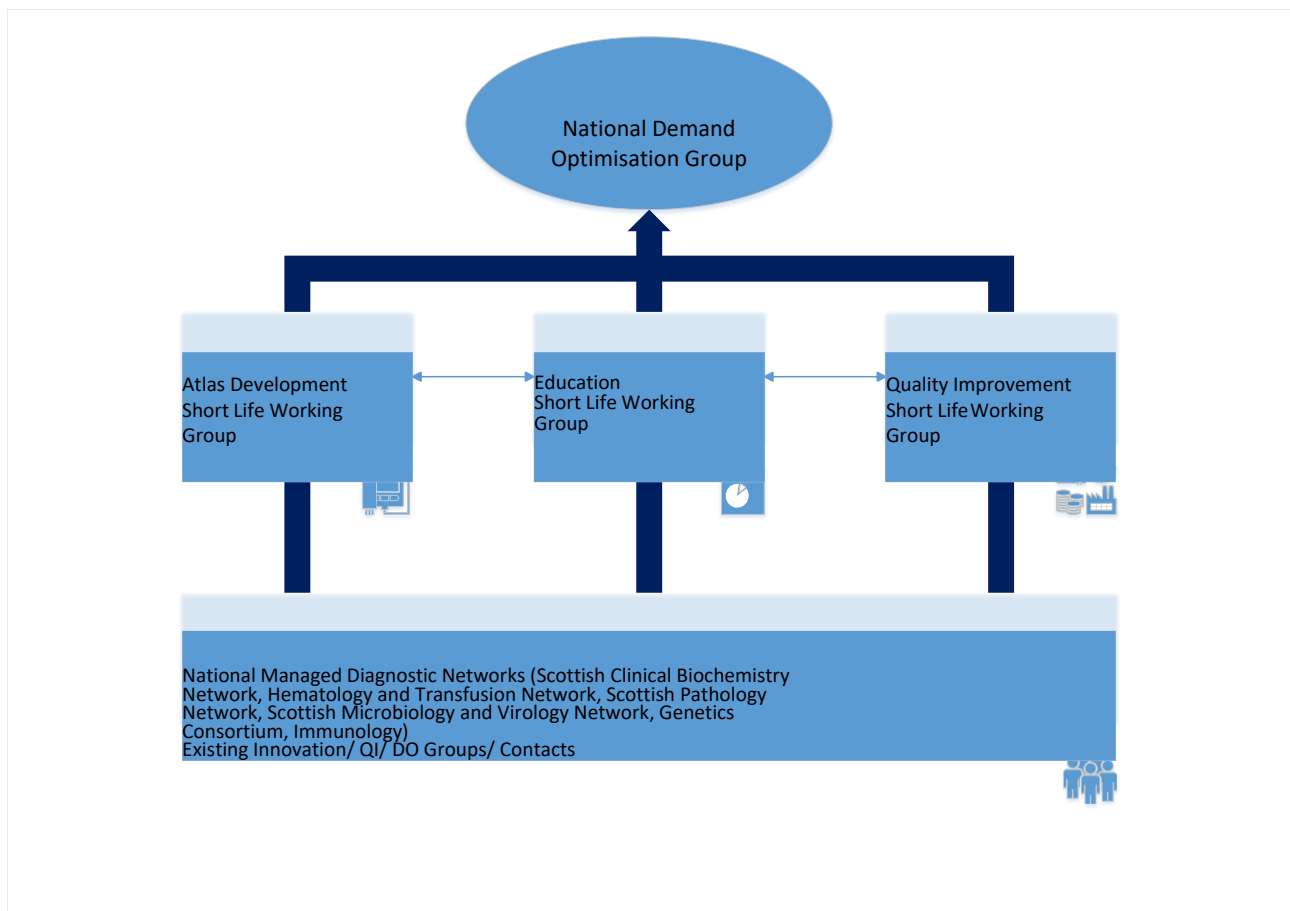 National Demand
Optimisation Group
Atlas Development
Short Life Working
Group
Education
Short Life Working
Group
Quality Improvement
Short Life Working
Group
National Managed Diagnostic Networks (Scottish Clinical Biochemistry
Network, Hematology and Transfusion Network, Scottish Pathology
Network, Scottish Microbiology and Virology Network, Genetics
Consortium, Immunology)
Existing Innovation/ QI/ DO Groups/ Contacts